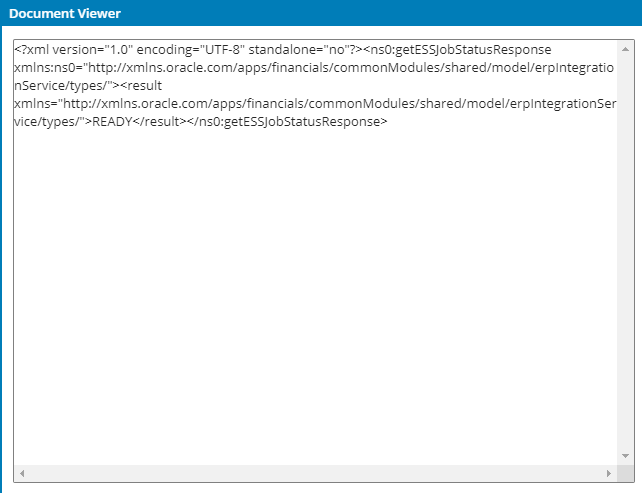 Document Viewer
<?xml version="1.0" encoding="UTF-8" standalone="no"?><ns0:getESSJobStatusResponse
xmlns:ns0="http://xmlns.oracle.com/apps/financials/commonModules/shared/model/erpIntegratio
nService/types/"><result
xmlns="http://xmlns.oracle.com/apps/financials/commonModules/shared/model/erpIntegrationSer
vice/types/">READY</result></ns0:getESSJobStatusResponse>